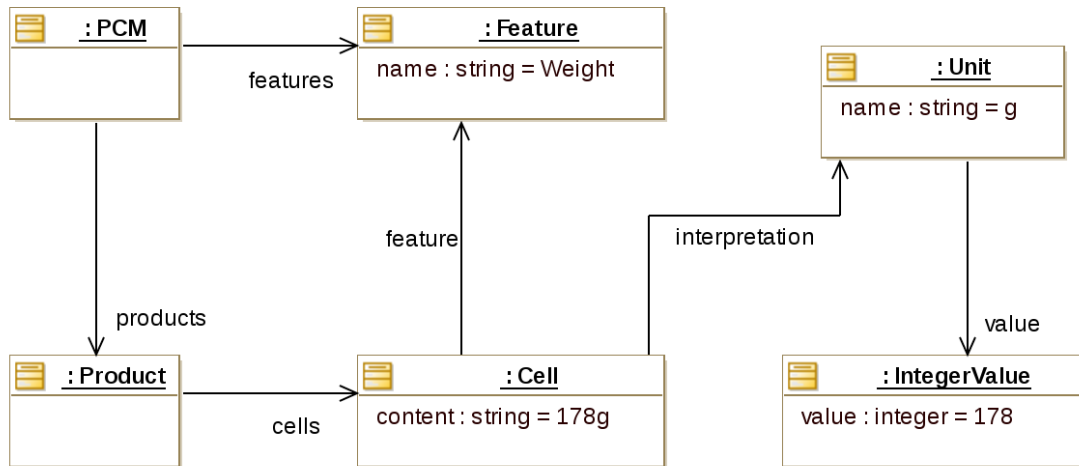 : PCM
: Feature
name : string = Weight
features
: Unit
name : string = g
feature
interpretation
products
value
: Product
: Cell
content : string = 178g
cells
: IntegerValue
value : integer = 178